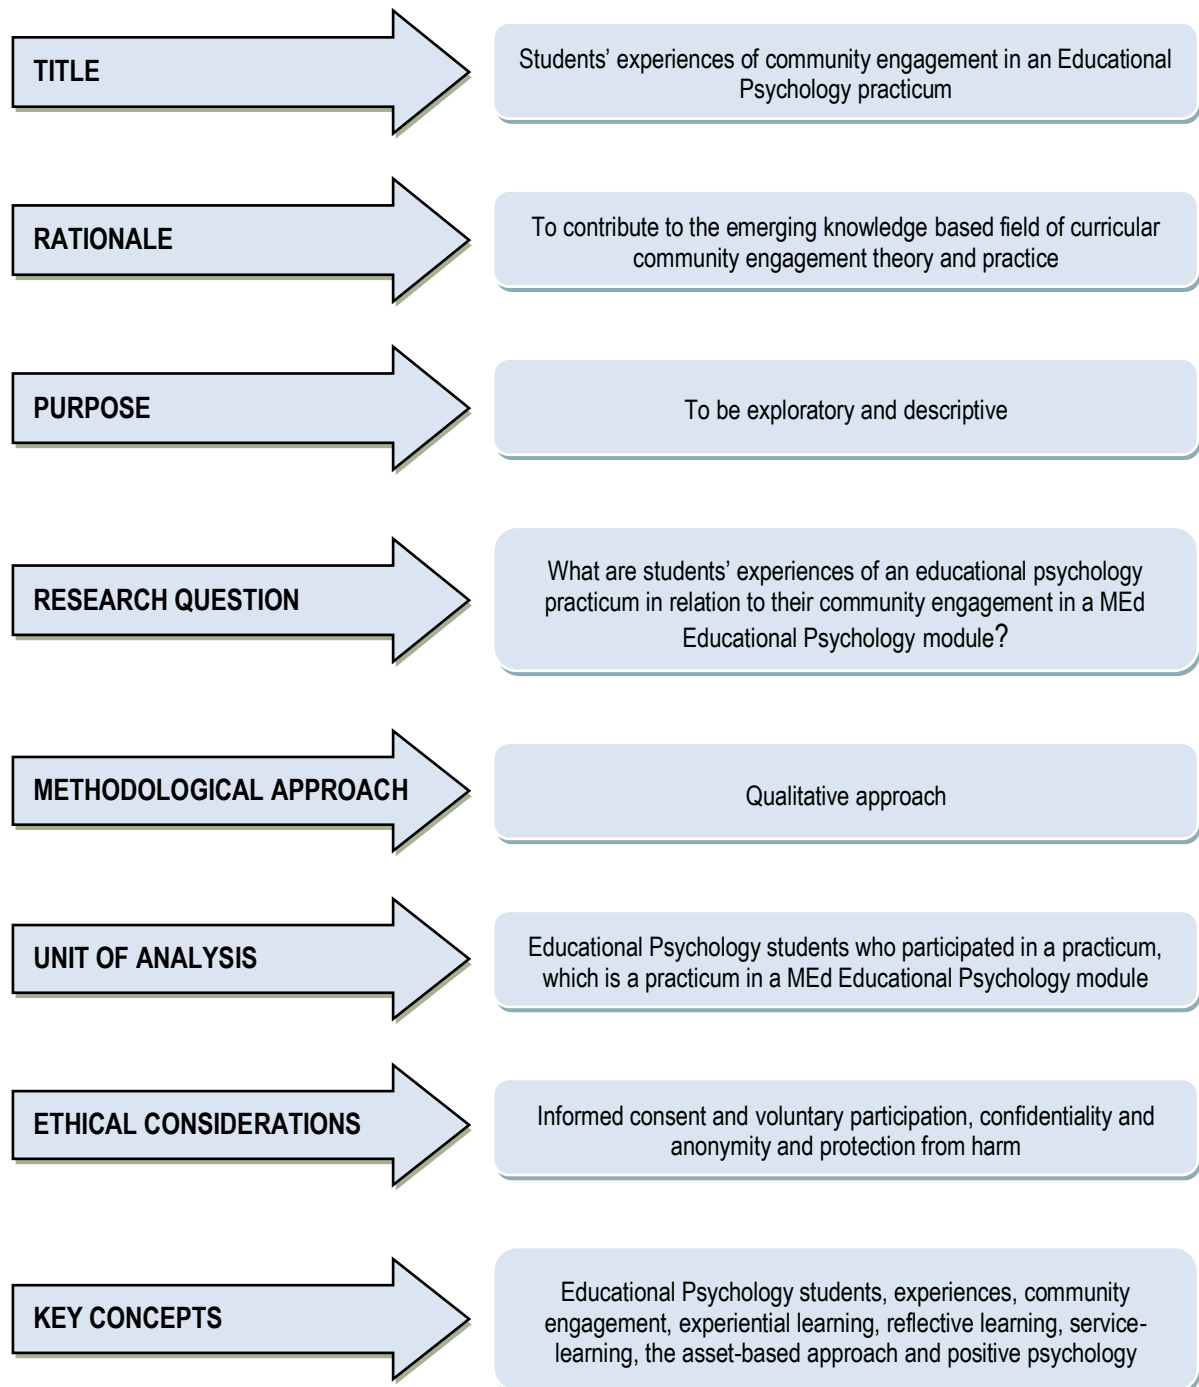 TITLE
Students’ experiences of community engagement in an Educational
Psychology practicum
RATIONALE
To contribute to the emerging knowledge based field of curricular
community engagement theory and practice
PURPOSE
To be exploratory and descriptive
RESEARCH QUESTION
What are students’ experiences of an educational psychology
practicum in relation to their community engagement in a MEd
Educational Psychology module?
METHODOLOGICAL APPROACH
Qualitative approach
UNIT OF ANALYSIS
Educational Psychology students who participated in a practicum,
which is a practicum in a MEd Educational Psychology module
ETHICAL CONSIDERATIONS
Informed consent and voluntary participation, confidentiality and
anonymity and protection from harm
KEY CONCEPTS
Educational Psychology students, experiences, community
engagement, experiential learning, reflective learning, service-
learning, the asset-based approach and positive psychology